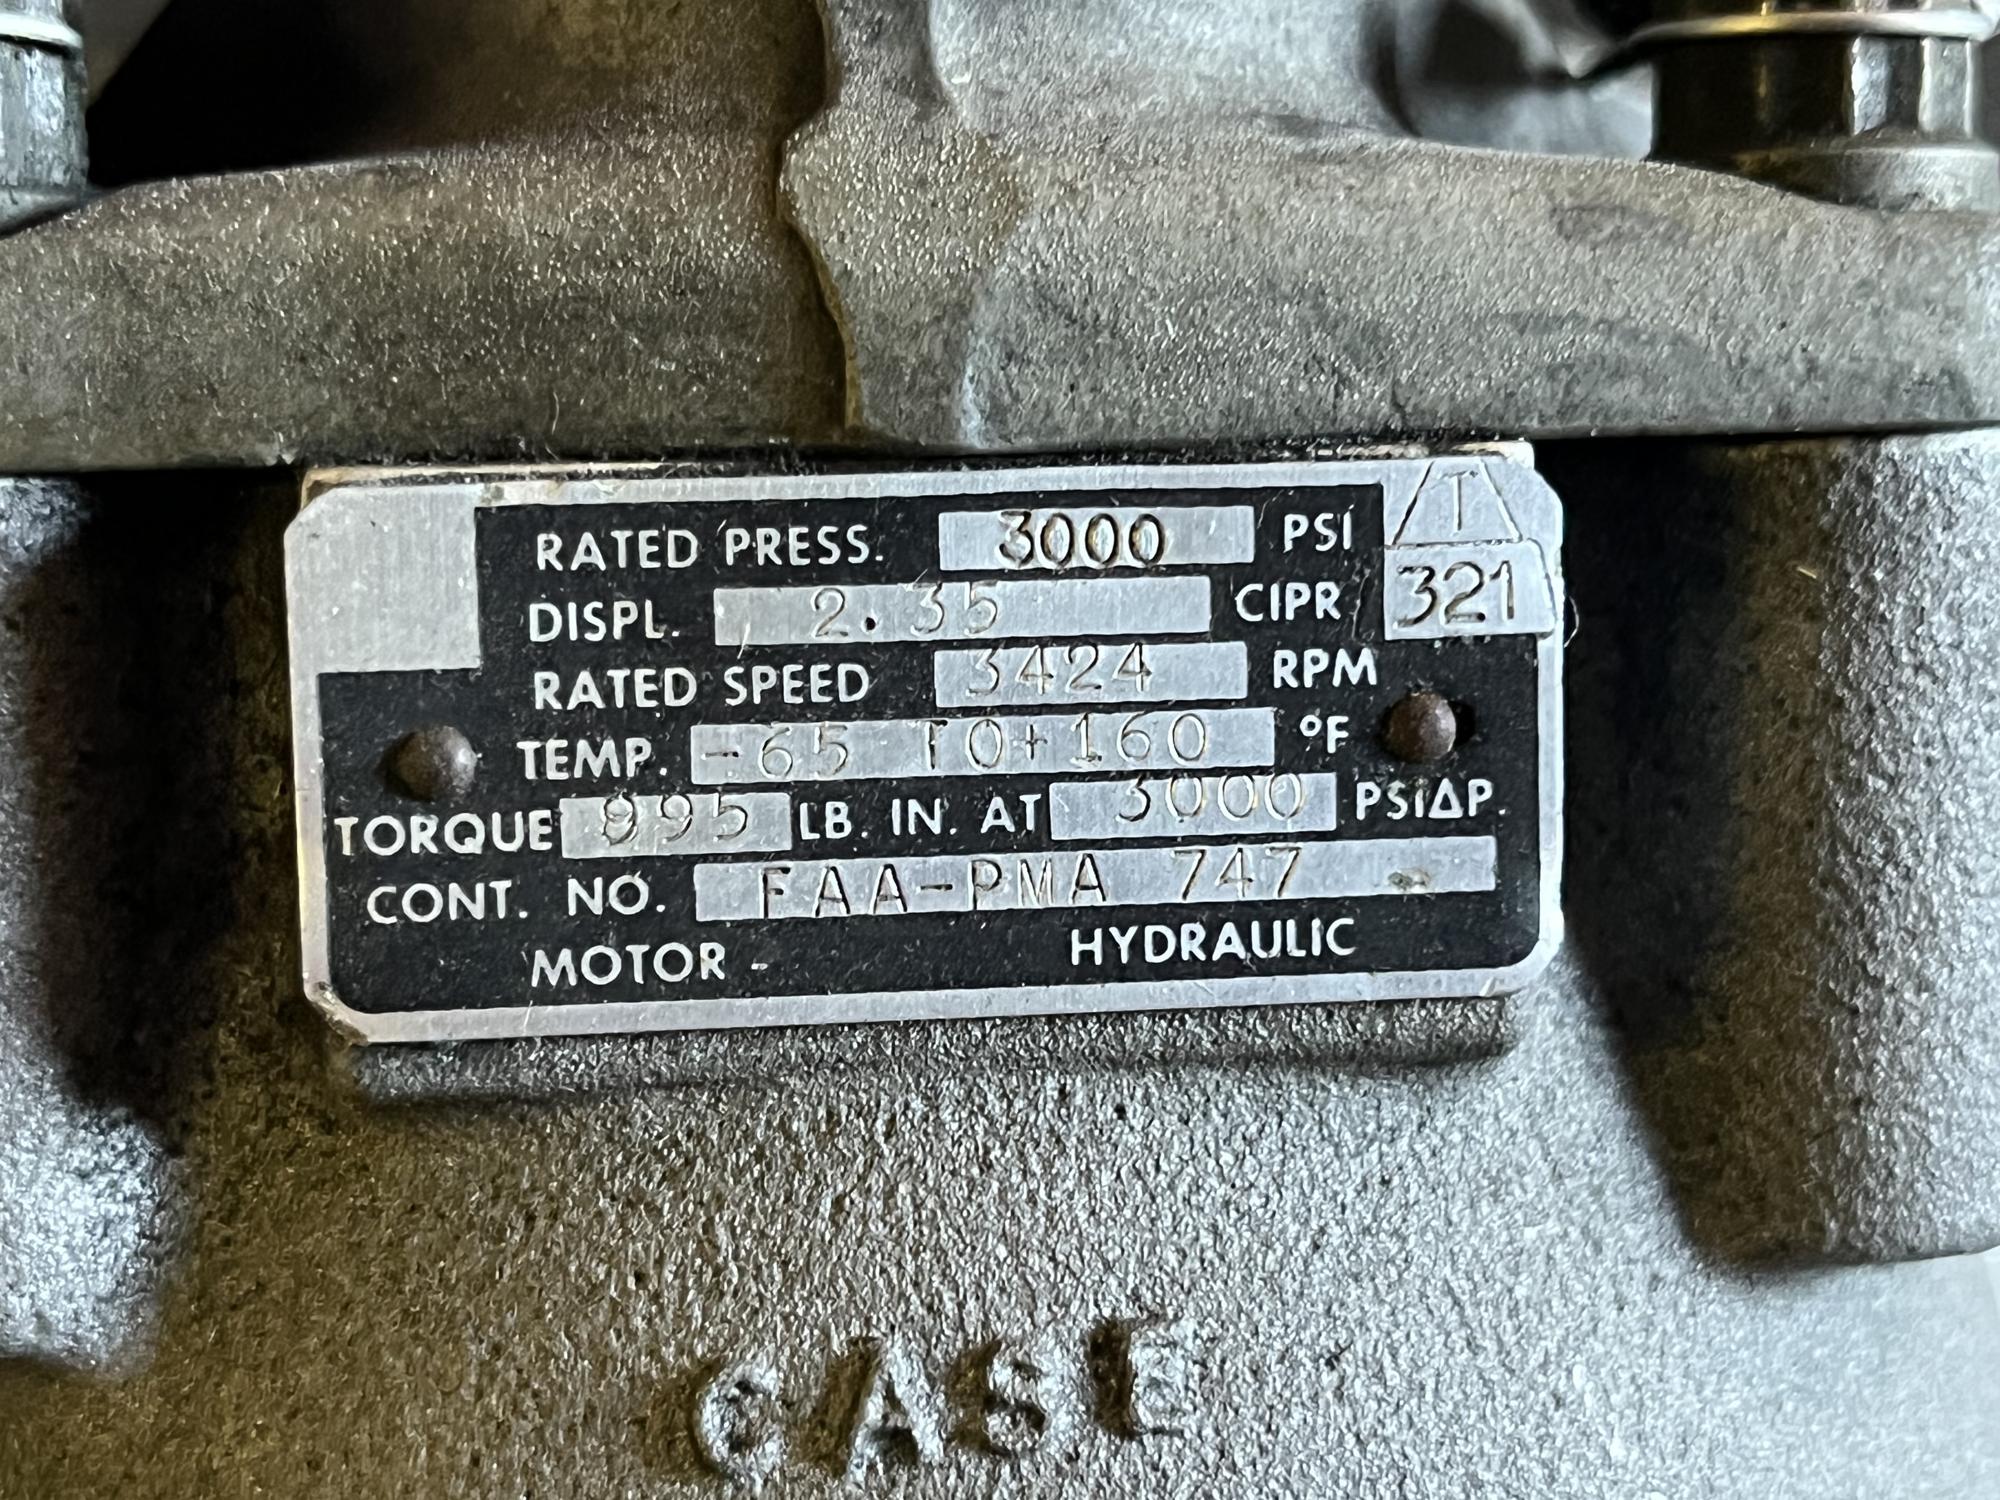 RATED PRESS. 3000 PSI
T
DISPL. 2.35 CIPR
321
RATED SPEED 3424 RPM
TEMP. -65 TO+160 °F
TORQUE 895 LB. IN. AT 3000 PSIΔP.
CONT. NO. FAA-PMA 747
MOTOR - HYDRAULIC
CASE